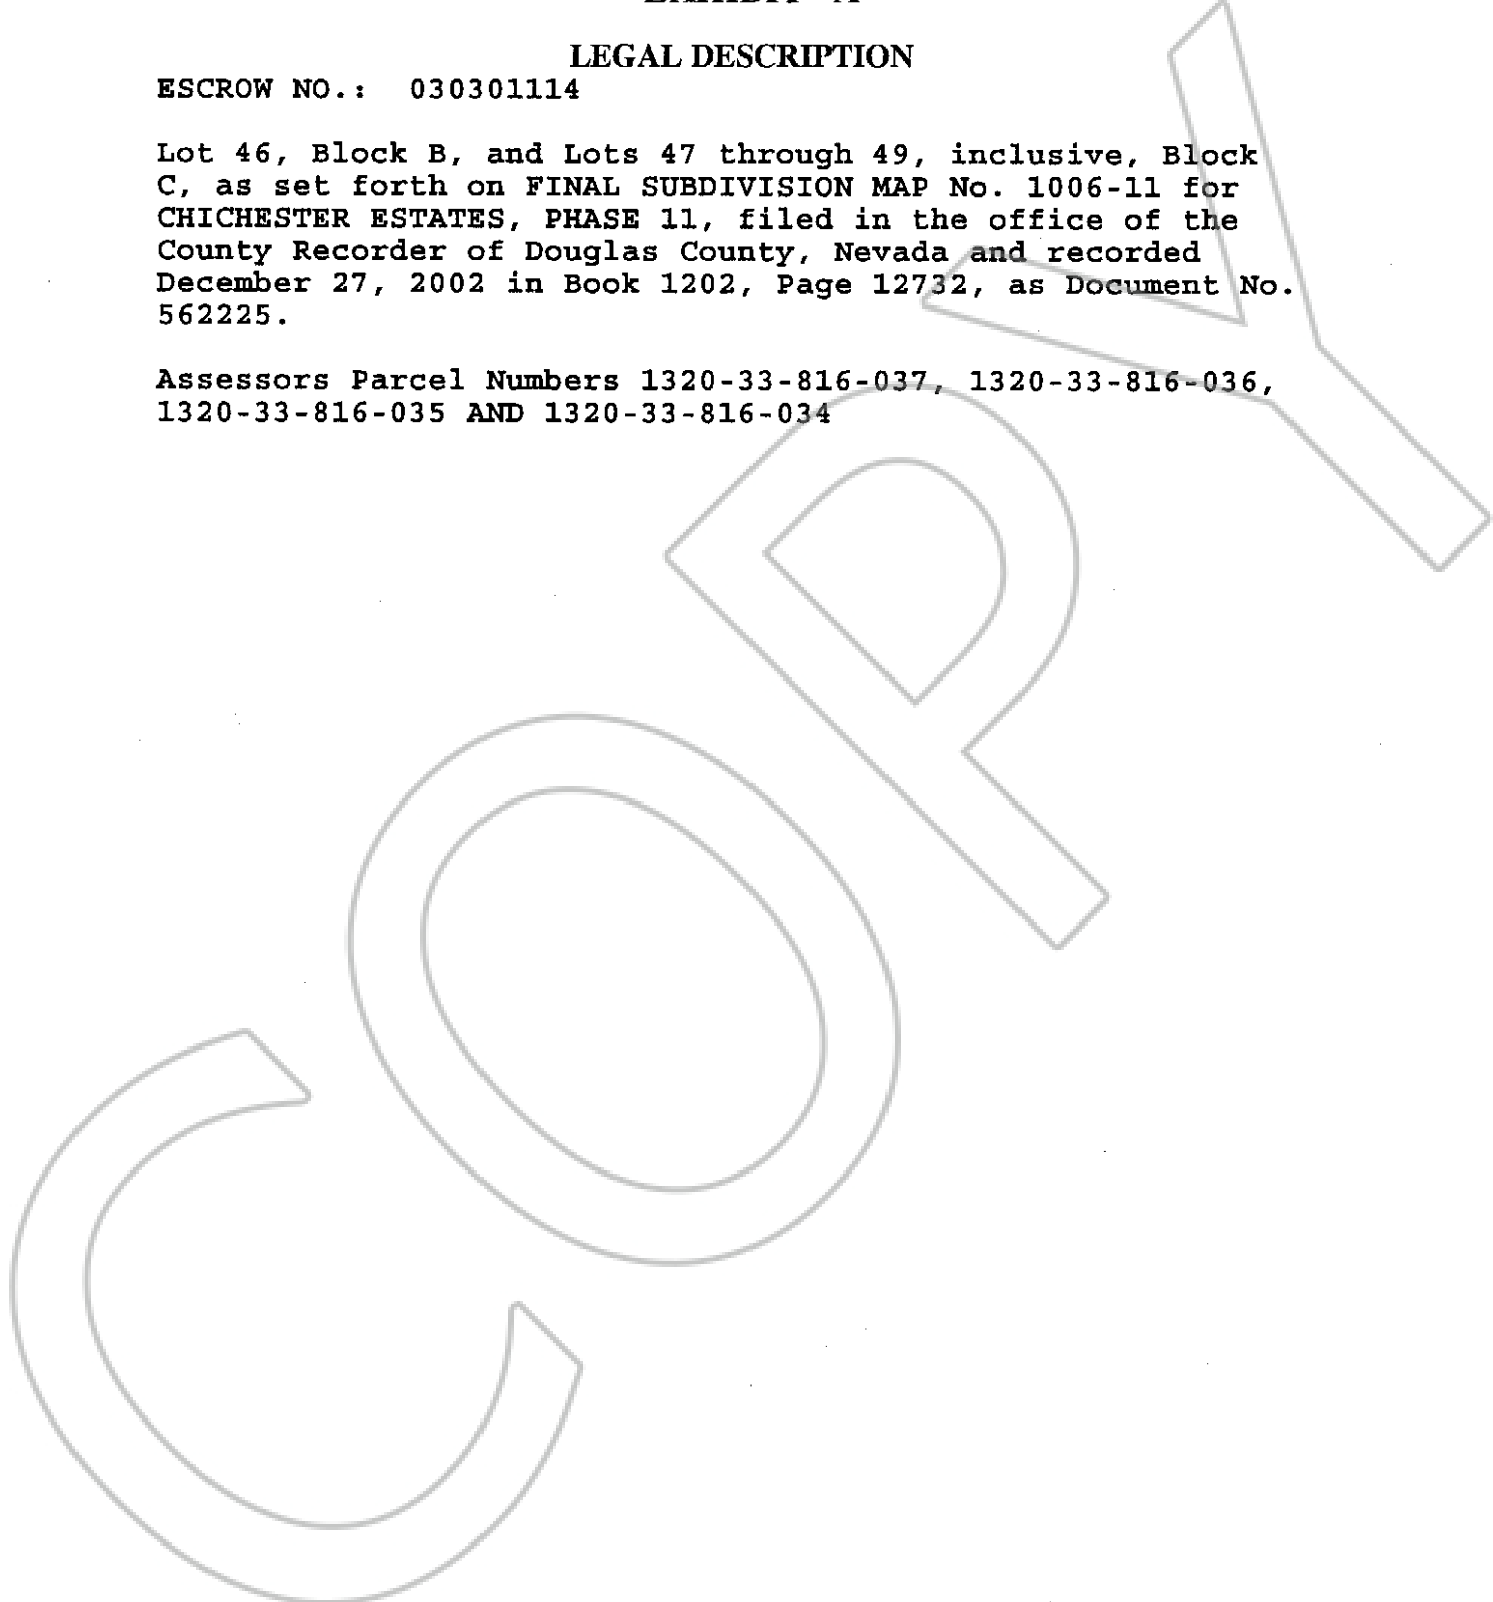 LEGAL DESCRIPTION
ESCROW NO.: 030301114
Lot 46, Block B, and Lots 47 through 49, inclusive, Block
C, as set forth on FINAL SUBDIVISION MAP No. 1006-11 for
CHICHESTER ESTATES, PHASE 11, filed in the office of the
County Recorder of Douglas County, Nevada and recorded
December 27, 2002 in Book 1202, Page 12732, as Document No.
562225.
Assessors Parcel Numbers 1320-33-816-037, 1320-33-816-036,
1320-33-816-035 AND 1320-33-816-034
COPY